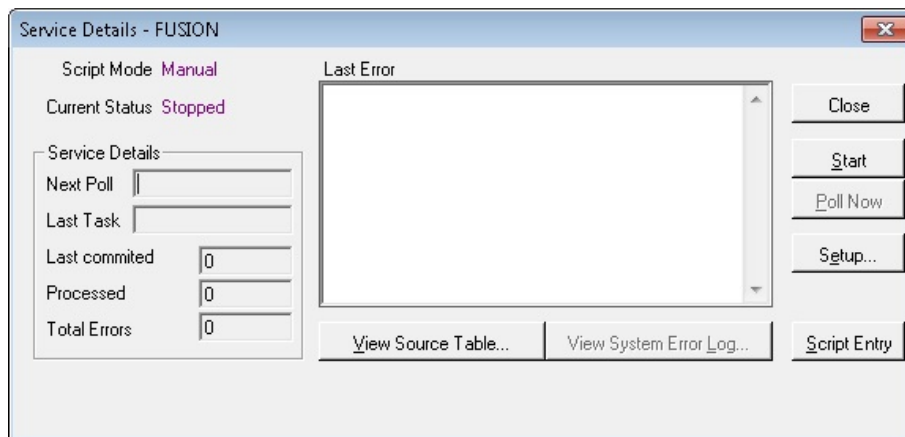 Service Details - FUSION
Script Mode Manual
Current Status Stopped
Last Error
Close
Start
Poll Now
Setup...
Service Details
Next Poll
Last Task
Last commited 0
Processed 0
Total Errors 0
View Source Table...
View System Error Log...
Script Entry